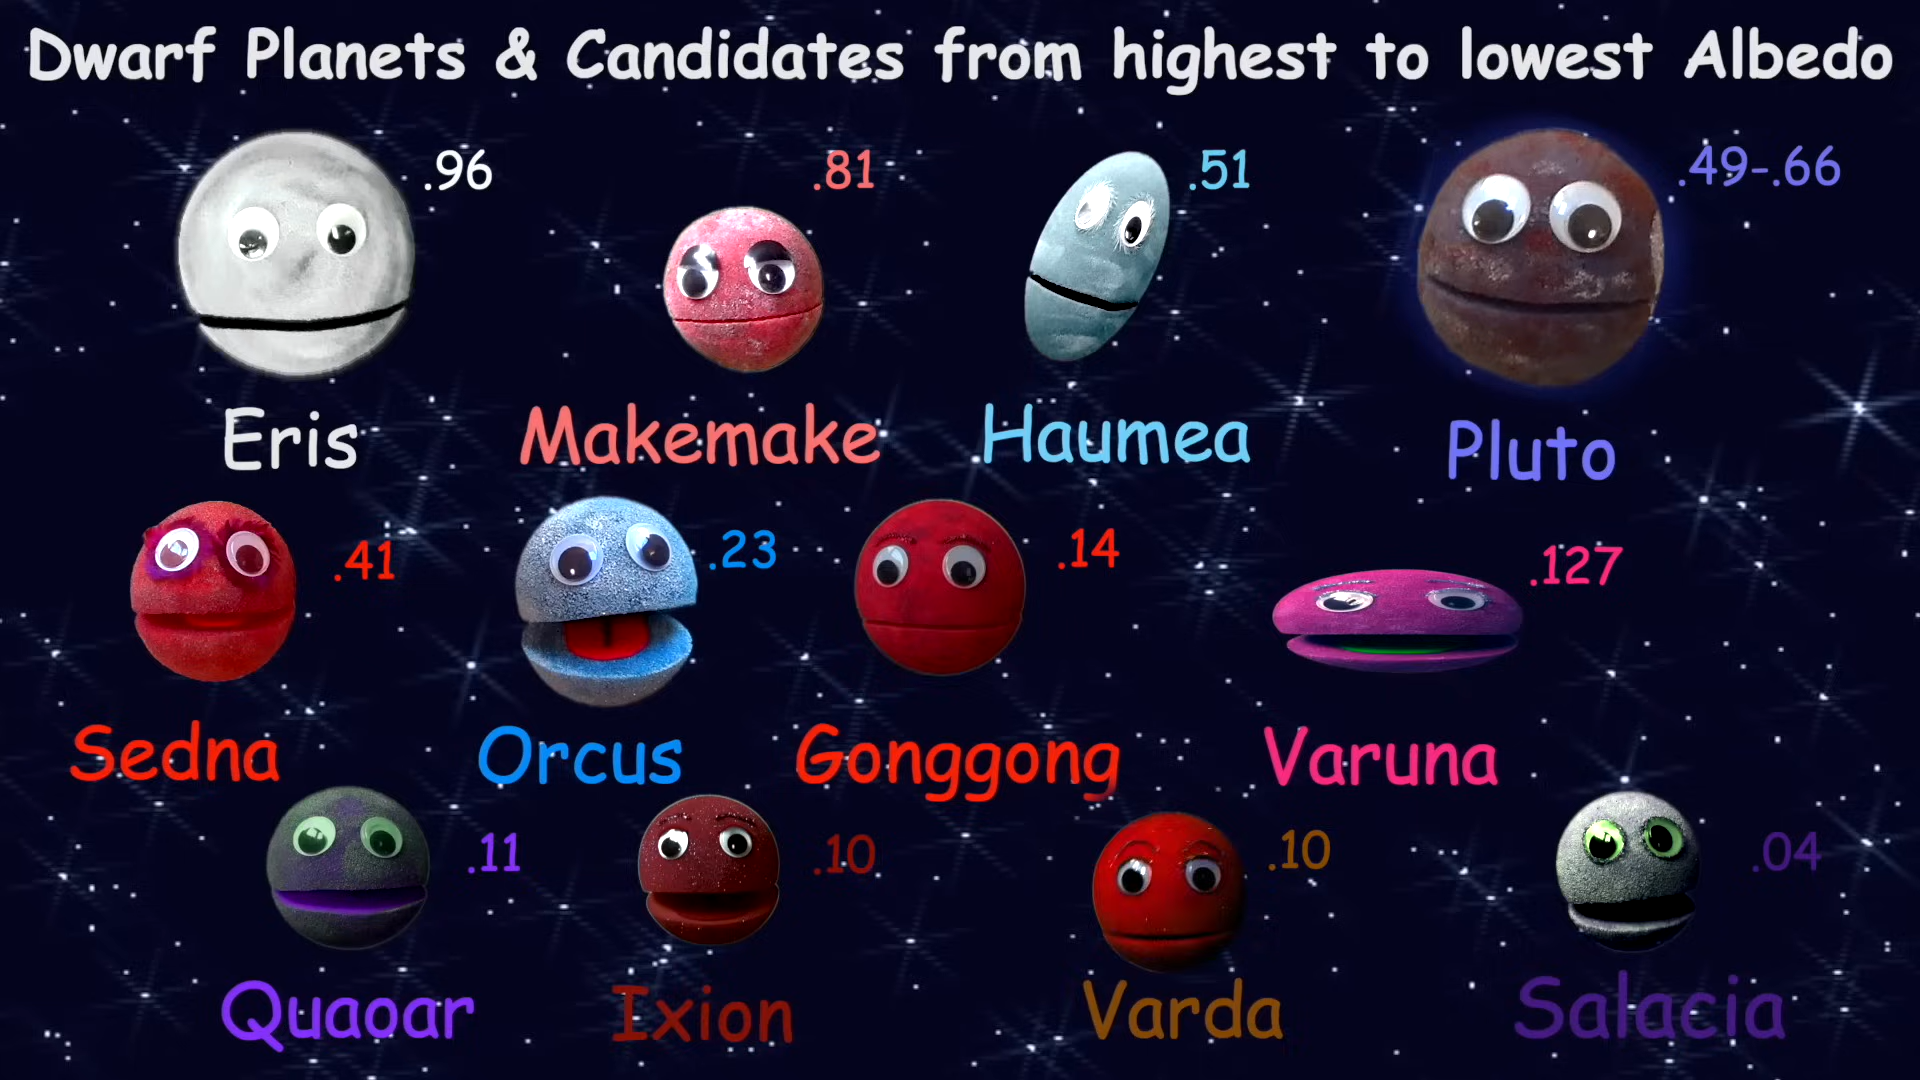 Dwarf Planets & Candidates from highest to lowest Albedo
.96
.81
.51
.49-.66
Eris
Makemake
Haumea
Pluto
.41
.23
.14
.127
Sedna
Orcus
Gonggong
Varuna
.11
.10
.10
.04
Quaoar
Ixion
Varda
Salacia